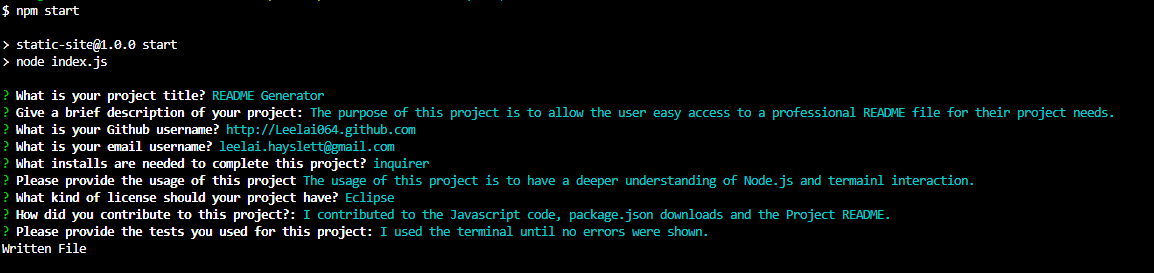 $ npm start
> static-site@1.0.0 start
> node index.js
? What is your project title? README Generator
? Give a brief description of your project: The purpose of this project is to allow the user easy access to a professional README file for their project needs.
? What is your Github username? http://Leelai064.github.com
? What is your email username? leelai.hayslett@gmail.com
? What installs are needed to complete this project? inquirer
? Please provide the usage of this project The usage of this project is to have a deeper understanding of Node.js and termainl interaction.
? What kind of license should your project have? Eclipse
? How did you contribute to this project?: I contributed to the Javascript code, package.json downloads and the Project README.
? Please provide the tests you used for this project: I used the terminal until no errors were shown.
Written File